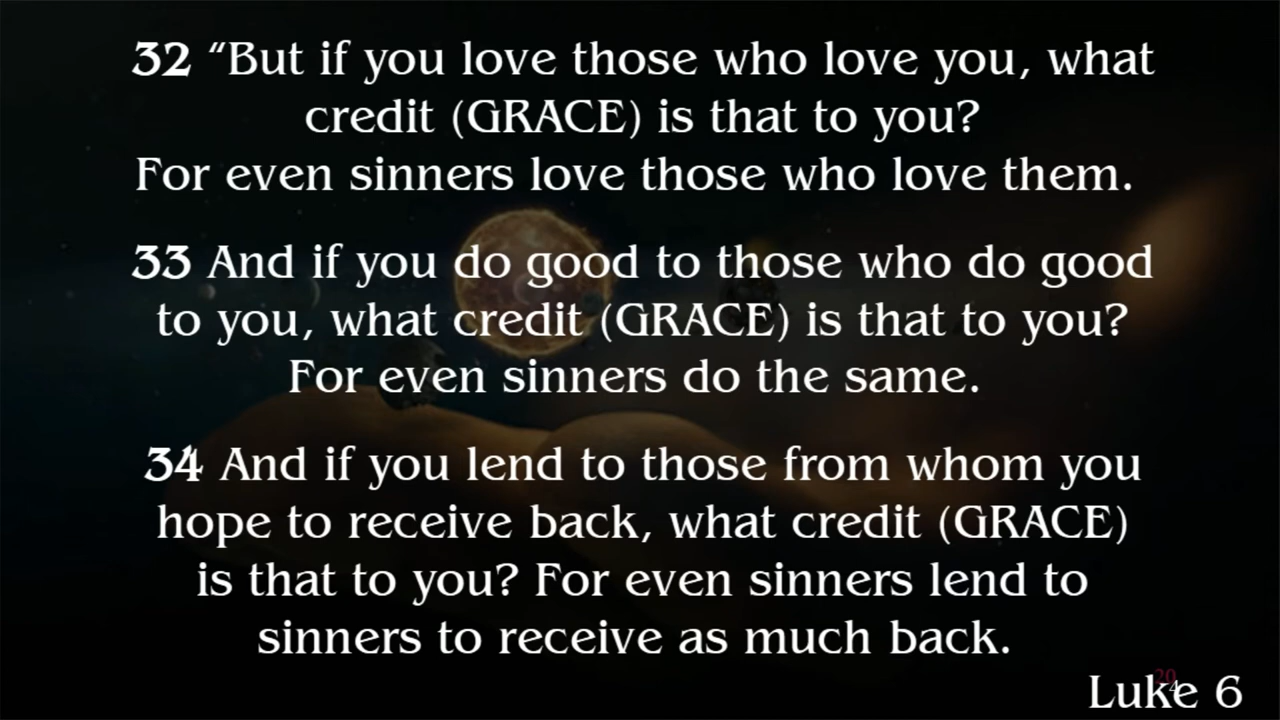 32 “But if you love those who love you, what
credit (GRACE) is that to you?
For even sinners love those who love them.
33 And if you do good to those who do good
to you, what credit (GRACE) is that to you?
For even sinners do the same.
34 And if you lend to those from whom you
hope to receive back, what credit (GRACE)
is that to you? For even sinners lend to
sinners to receive as much back.
Luke 6